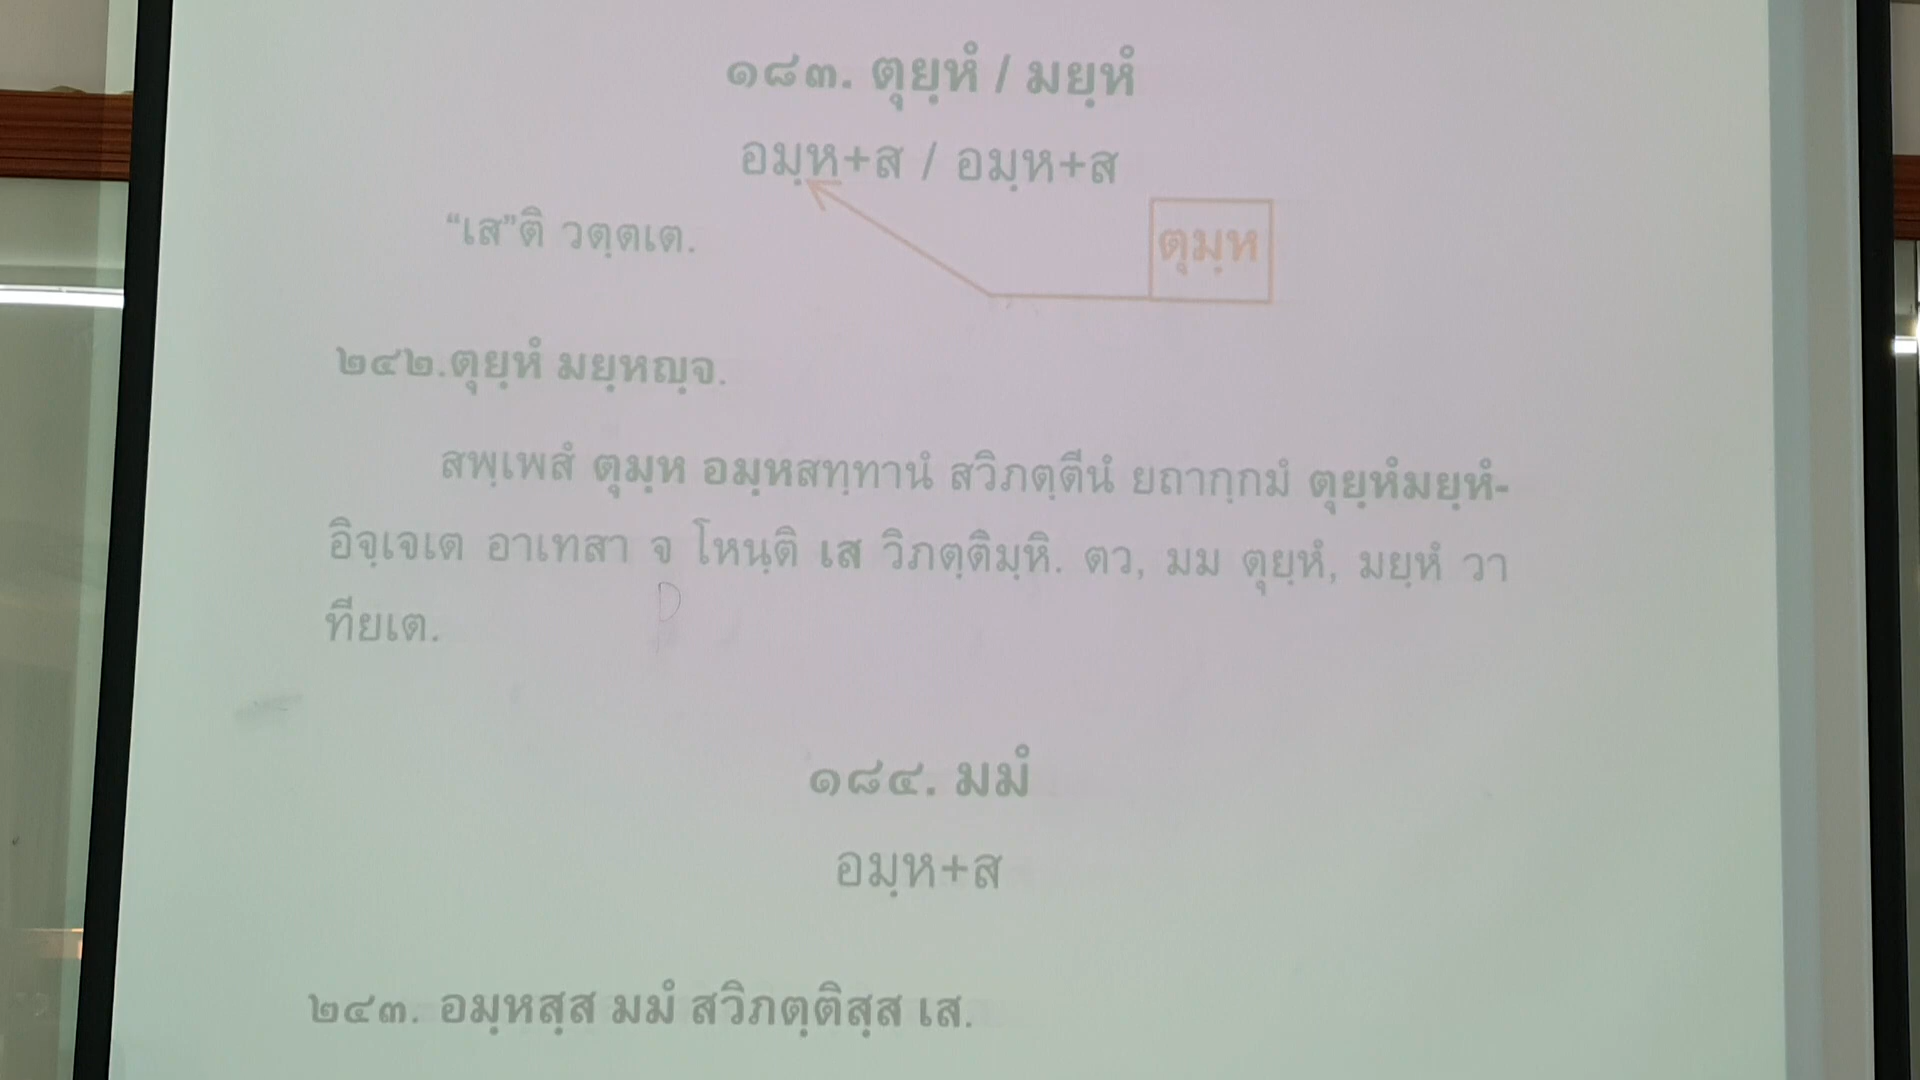 ๑๘๓. ตุยฺหํ / มยฺหํ
อมฺห+ส / อมฺห+ส
“เส”ติ วตฺตเต.
ตุมฺห
๒๔๒.ตุยฺหํ มยฺหญฺจ.
สพฺเพสํ ตุมฺห อมฺหสทฺทานํ สวิภตฺตีนํ ยถากฺกมํ ตุยฺหํมยฺหํ-
อิจฺเจเต อาเทสา จ โหนฺติ เส วิภตฺติมฺหิ. ตว, มม ตุยฺหํ, มยฺหํ วา
ทียเต.
๑๘๔. มมํ
อมฺห+ส
๒๔๓. อมฺหสฺส มมํ สวิภตฺติสฺส เส.